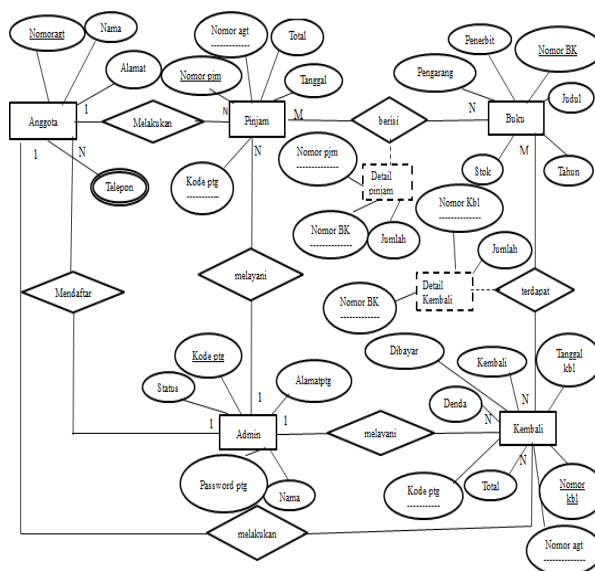 Nomoragt
Nama
Alamat
Anggota
1
1
N
Telepon
Melakukan
Nomor agt
-------------
Total
Nomor pjm
Tanggal
N
Pinjam
M
N
Kode ptg
-----------
berisi
Penerbit
Nomor BK
Pengarang
Judul
N
Buku
M
Stok
Tahun
Nomor pjm
-------------
Detail
pinjam
Nomor BK
-------------
Jumlah
Nomor Kbl
-------------
Jumlah
Detail
Kembali
Nomor BK
-------------
terdapat
Mendaftar
melayani
Kode ptg
Status
Alamatptg
1
1
Admin
1
Password ptg
Nama
melayani
Dibayar
Kembali
Tanggal
kbl
Denda
N
N
Kembali
N
Kode ptg
------------
Total
Nomor
kbl
Nomor agt
-------------
melakukan